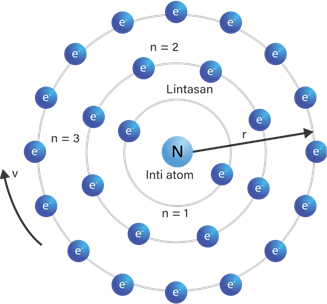 e⁻
e⁻ e⁻
e⁻ n = 2 e⁻
e⁻ e⁻
e⁻ Lintasan e⁻
e⁻ e⁻
e⁻ r
n = 3
e⁻ N e⁻
v Inti atom e⁻
e⁻ e⁻
e⁻ n = 1 e⁻
e⁻ e⁻
e⁻ e⁻
e⁻ e⁻
e⁻